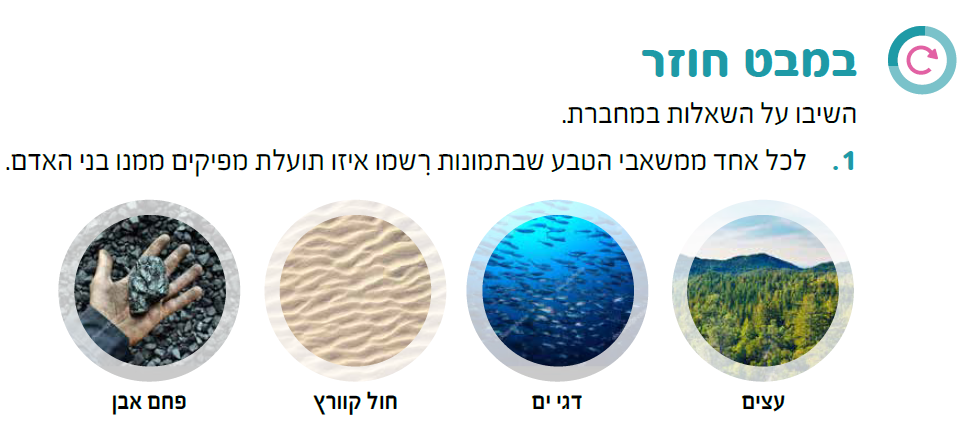 במבט חוזר
השיבו על השאלות במחברת.
1. לכל אחד ממשאבי הטבע שבתמונות רִשמו איזו תועלת מפיקים ממנו בני האדם.
עצים
דגי ים
חול קוורץ
פחם אבן